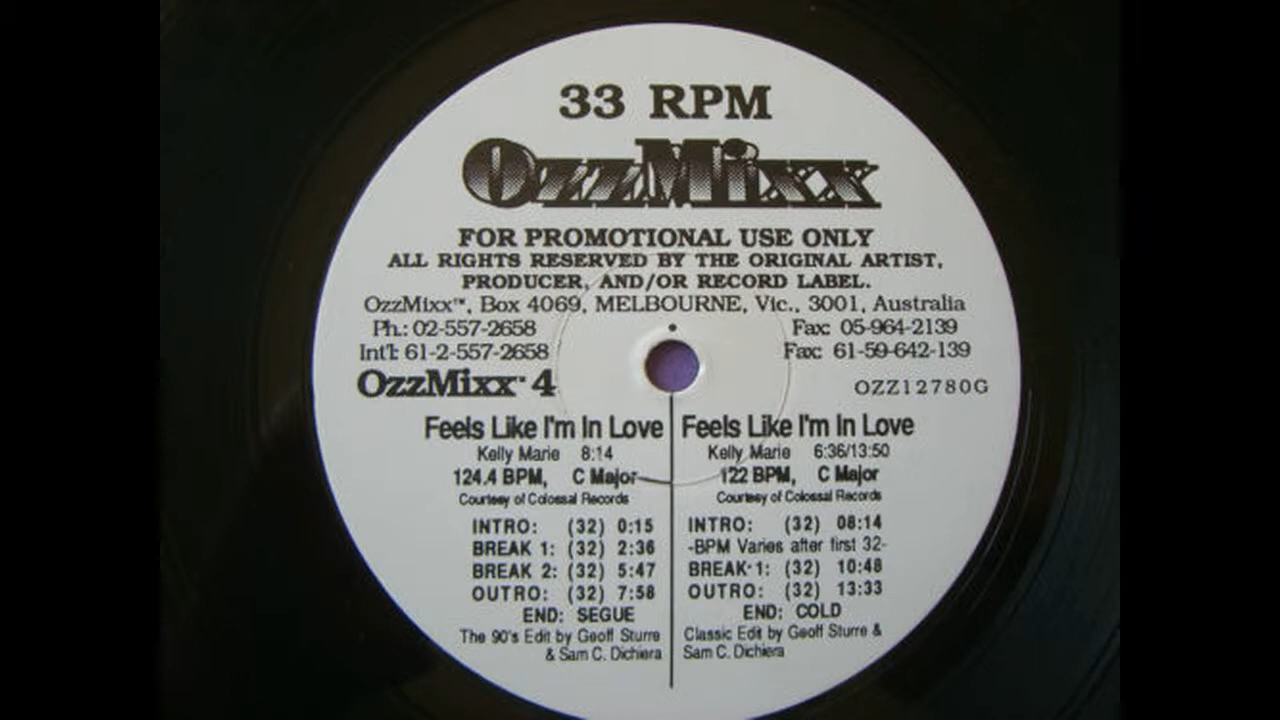 33 RPM
OzzMixx
FOR PROMOTIONAL USE ONLY
ALL RIGHTS RESERVED BY THE ORIGINAL ARTIST,
PRODUCER, AND/OR RECORD LABEL.
OzzMixx™, Box 4069, MELBOURNE, Vic., 3001, Australia
Ph.: 02-557-2658
Fax: 05-964-2139
Int'l: 61-2-557-2658
Fax: 61-59-642-139
OzzMixx™ 4
OZZ12780G
Feels Like I'm In Love
Kelly Marie 8:14
124.4 BPM, C Major
Courtesy of Colossal Records
INTRO: (32) 0:15
BREAK 1: (32) 2:36
BREAK 2: (32) 5:47
OUTRO: (32) 7:58
END: SEGUE
The 90's Edit by Geoff Sturre
& Sam C. Dichiera
Feels Like I'm In Love
Kelly Marie 6:36/13:50
122 BPM, C Major
Courtesy of Colossal Records
INTRO: (32) 08:14
-BPM Varies after first 32-
BREAK 1: (32) 10:48
OUTRO: (32) 13:33
END: COLD
Classic Edit by Geoff Sturre &
Sam C. Dichiera